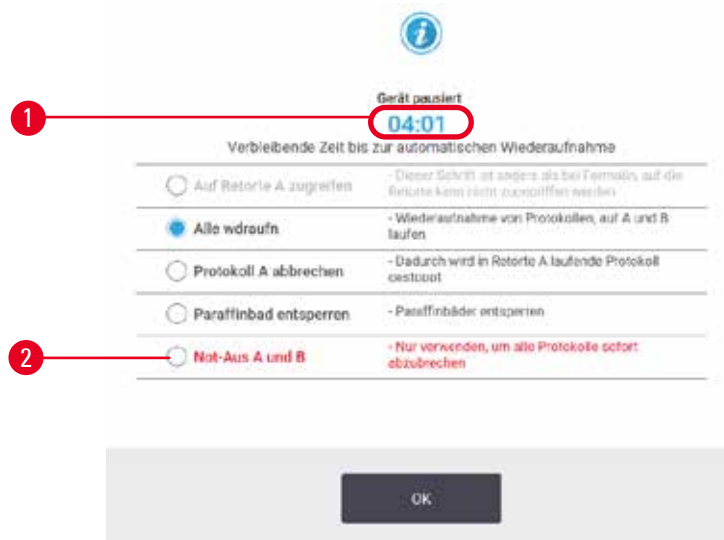 i
Gerät pausiert
1
04:01
Verbleibende Zeit bis zur automatischen Wiederaufnahme
Auf Retorte A zugreifen
- Dieser Schritt ist anders als bei Formalin, auf die
Retorte kann nicht zugegriffen werden
Alle wdraufn
- Wiederaufnahme von Protokollen, auf A und B
laufen
Protokoll A abbrechen
- Dadurch wird in Retorte A laufende Protokoll
gestoppt
Paraffinbad entsperren
- Paraffinbäder entsperren
2
Not-Aus A und B
- Nur verwenden, um alle Protokolle sofort
abzubrechen
OK